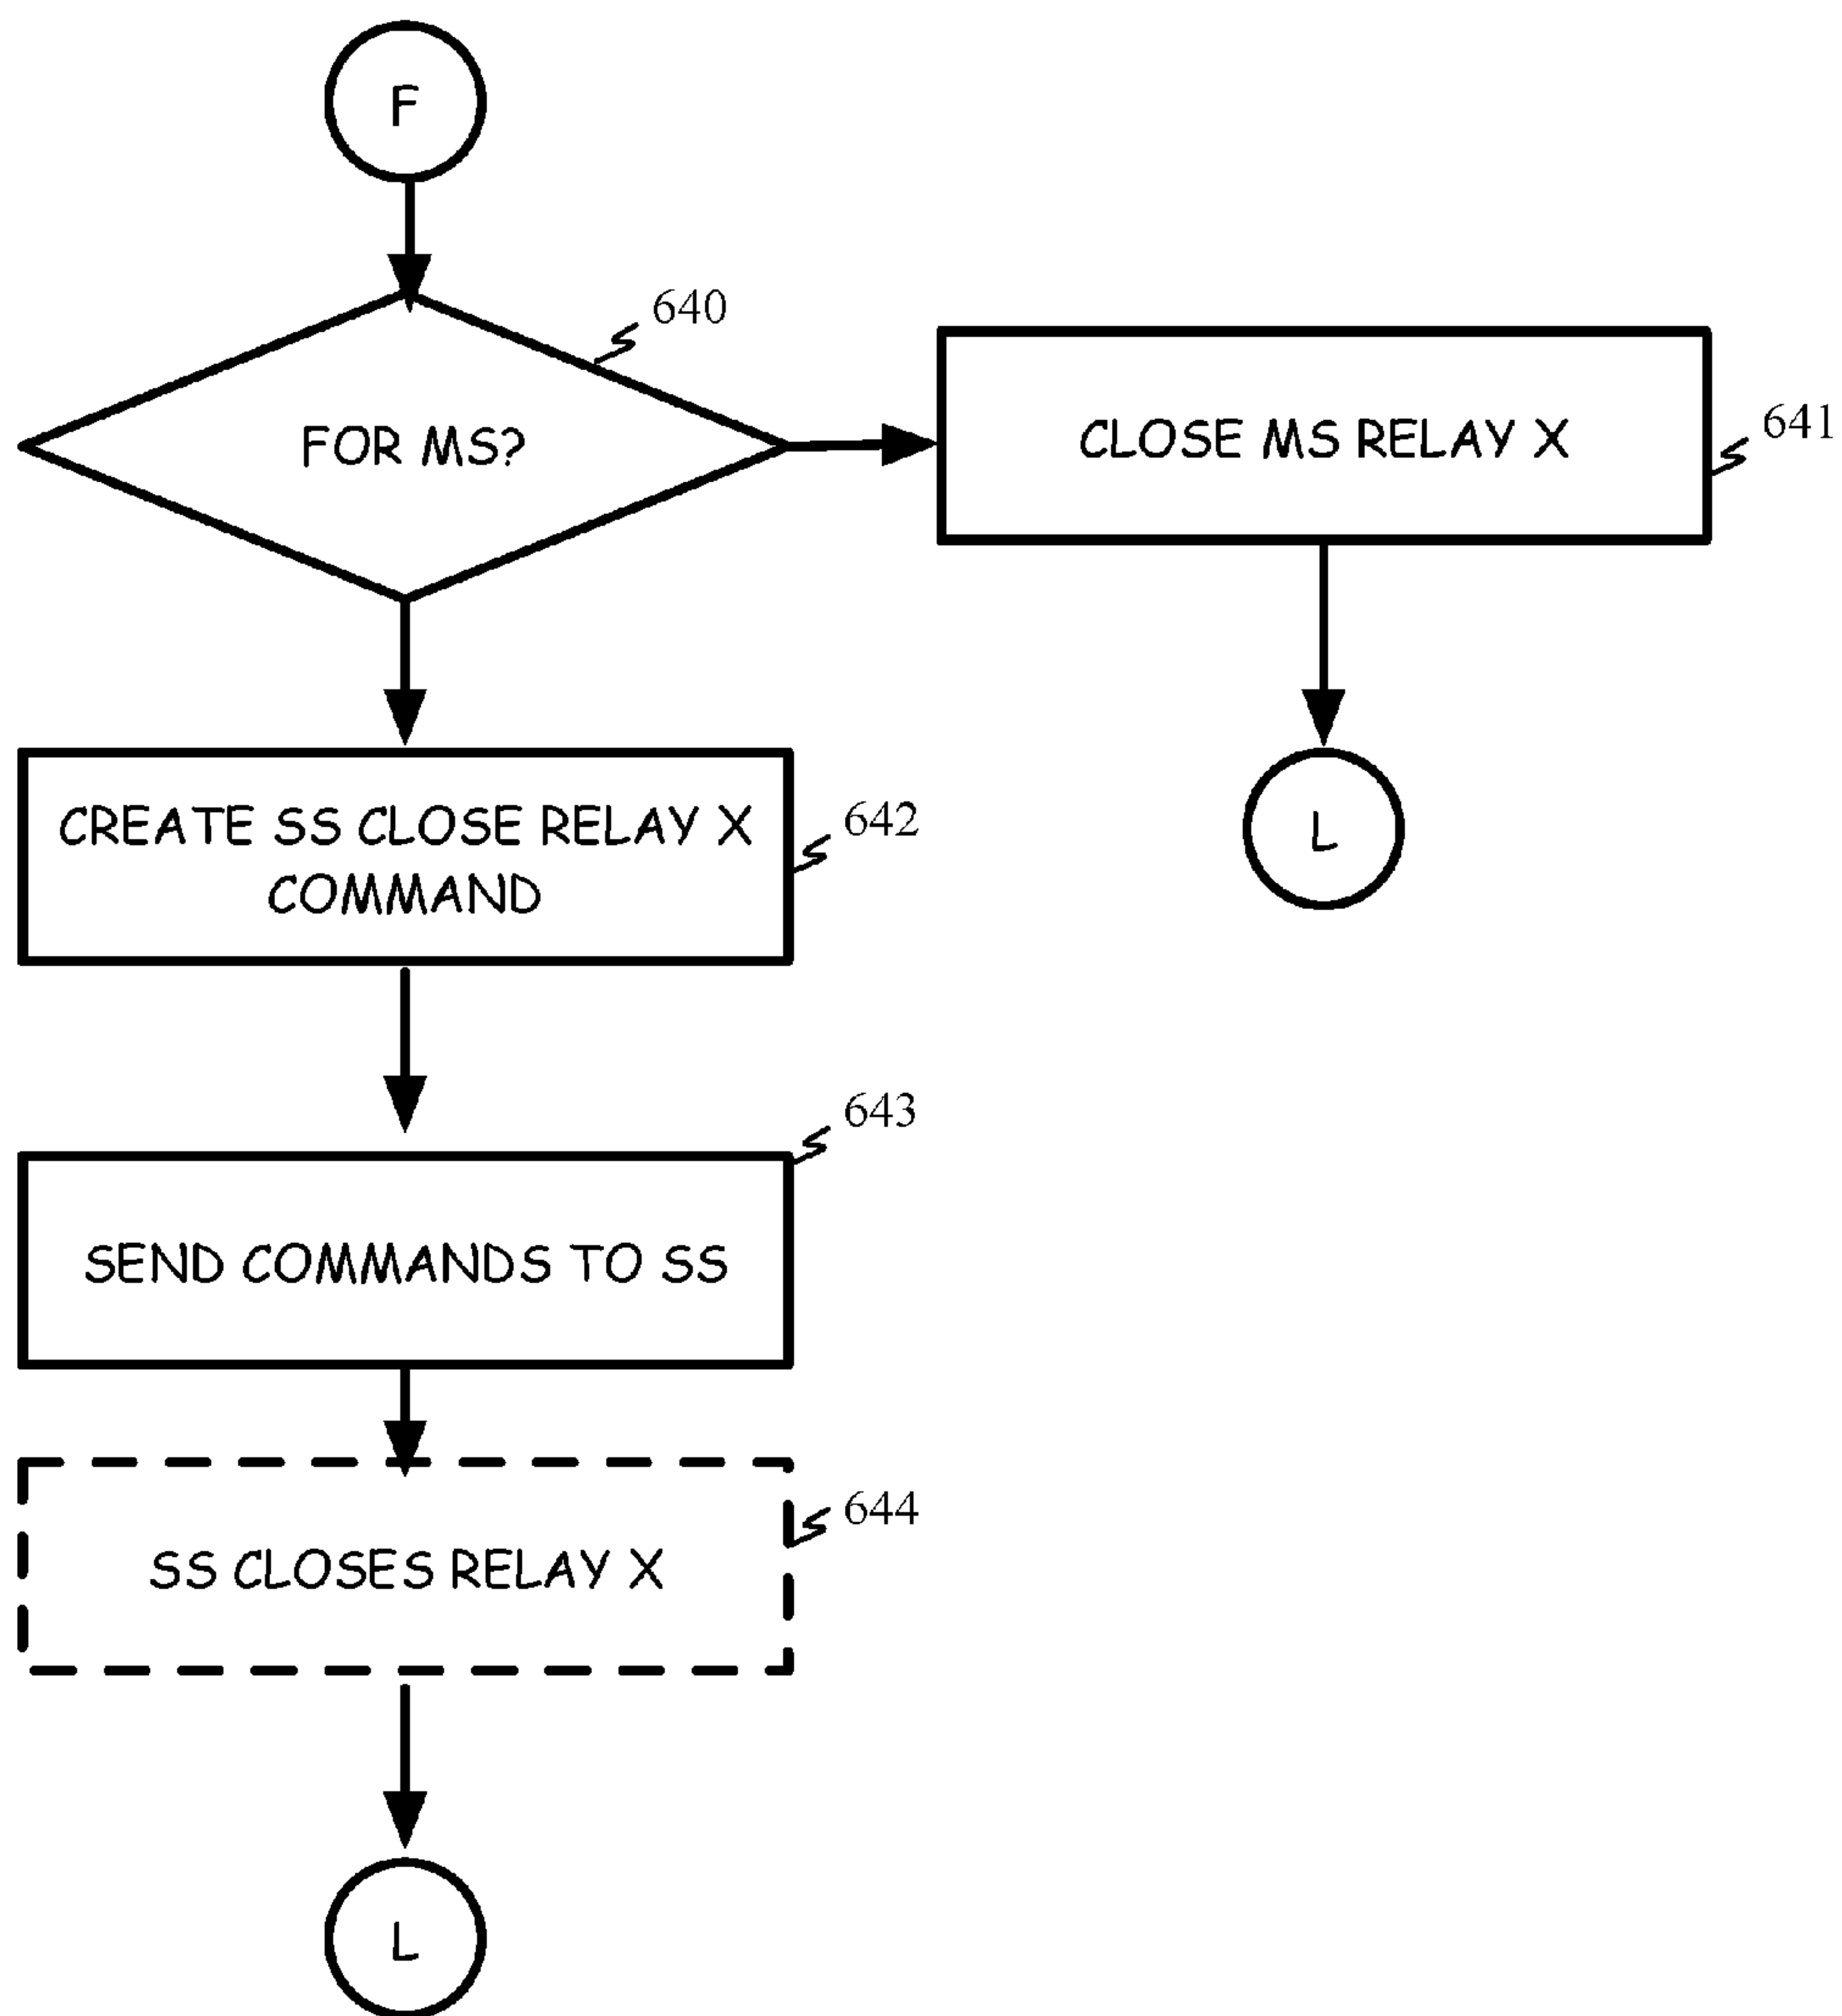 F
640
FOR MS?
CLOSE MS RELAY X
641
CREATE SS CLOSE RELAY X
COMMAND
642
L
643
SEND COMMANDS TO SS
644
SS CLOSES RELAY X
L